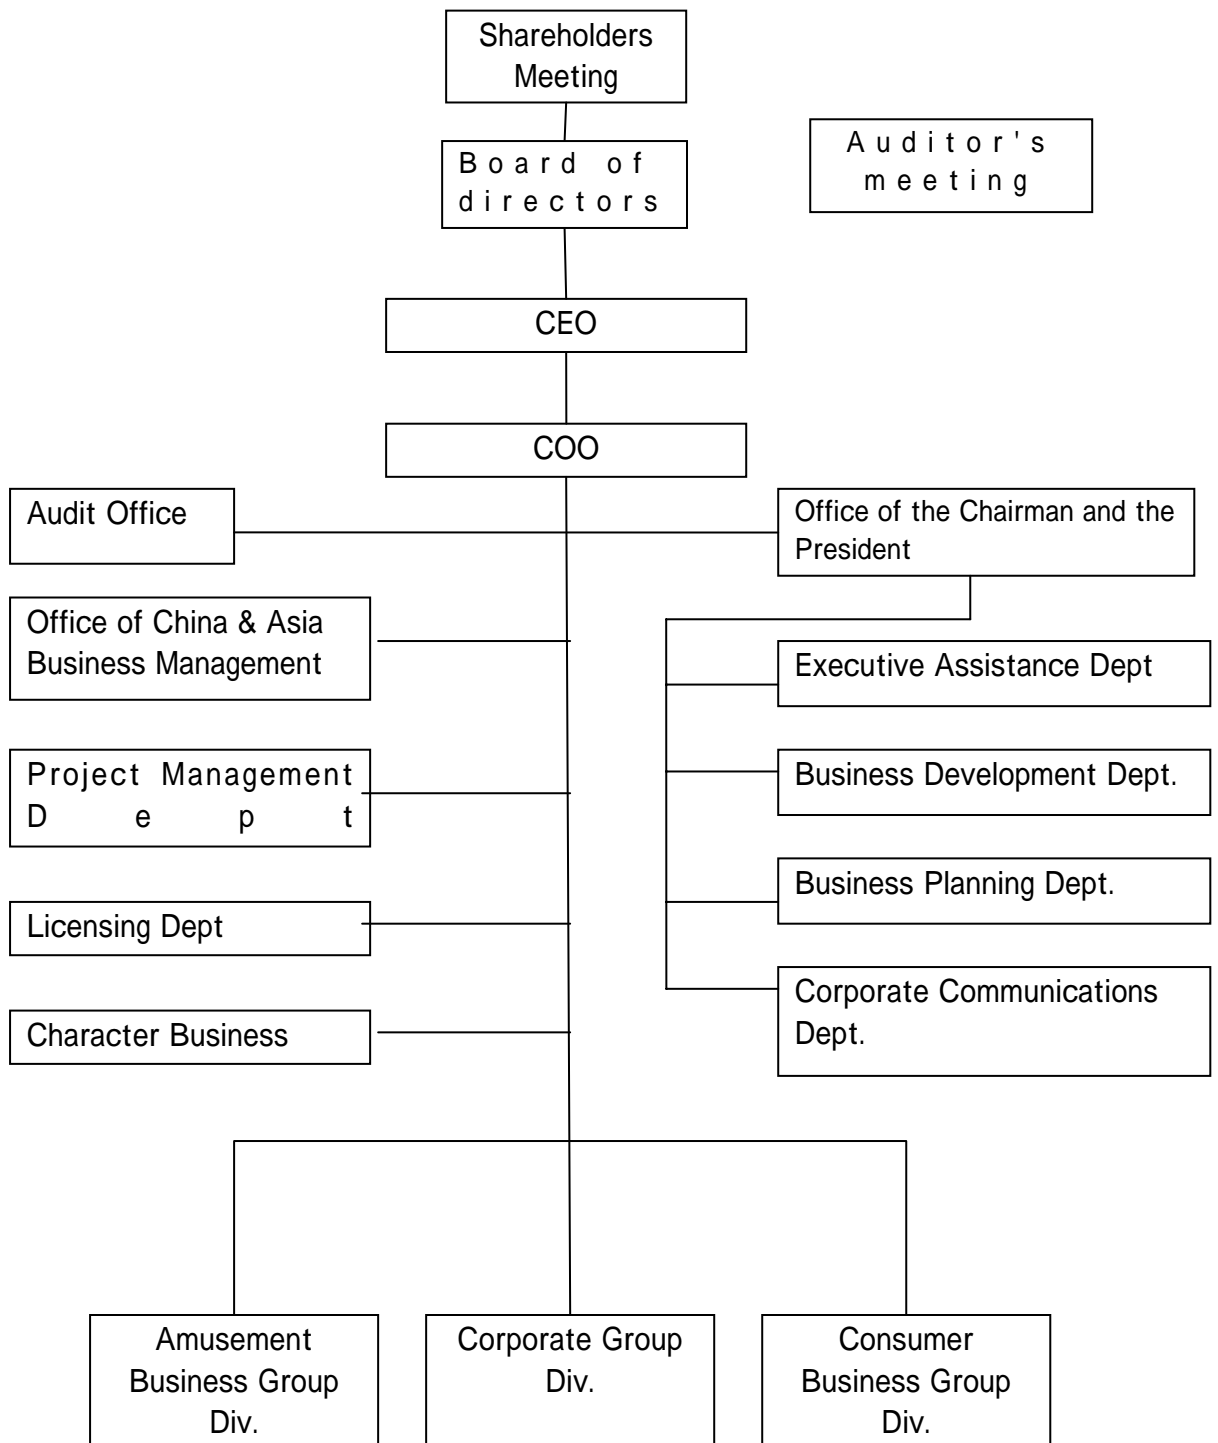 Shareholders
Meeting
Board of
directors
Auditor's
meeting
CEO
COO
Audit Office
Office of the Chairman and the
President
Office of China & Asia
Business Management
Executive Assistance Dept
Project Management
Dept
Business Development Dept.
Business Planning Dept.
Licensing Dept
Corporate Communications
Dept.
Character Business
Amusement
Business Group
Div.
Corporate Group
Div.
Consumer
Business Group
Div.